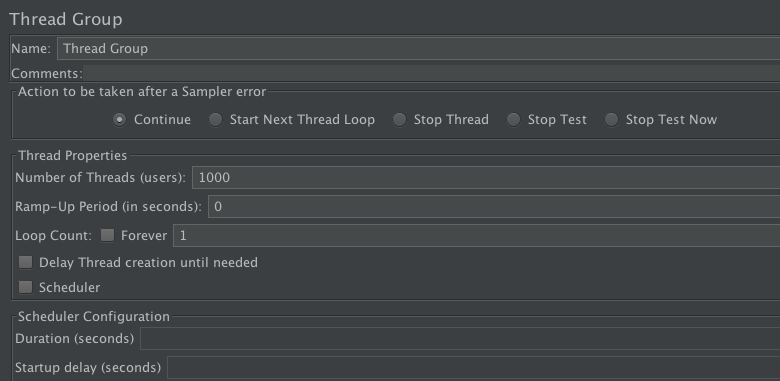 Thread Group
Name: Thread Group
Comments:
Action to be taken after a Sampler error
Continue Start Next Thread Loop Stop Thread Stop Test Stop Test Now
Thread Properties
Number of Threads (users): 1000
Ramp-Up Period (in seconds): 0
Loop Count: Forever 1
Delay Thread creation until needed
Scheduler
Scheduler Configuration
Duration (seconds)
Startup delay (seconds)